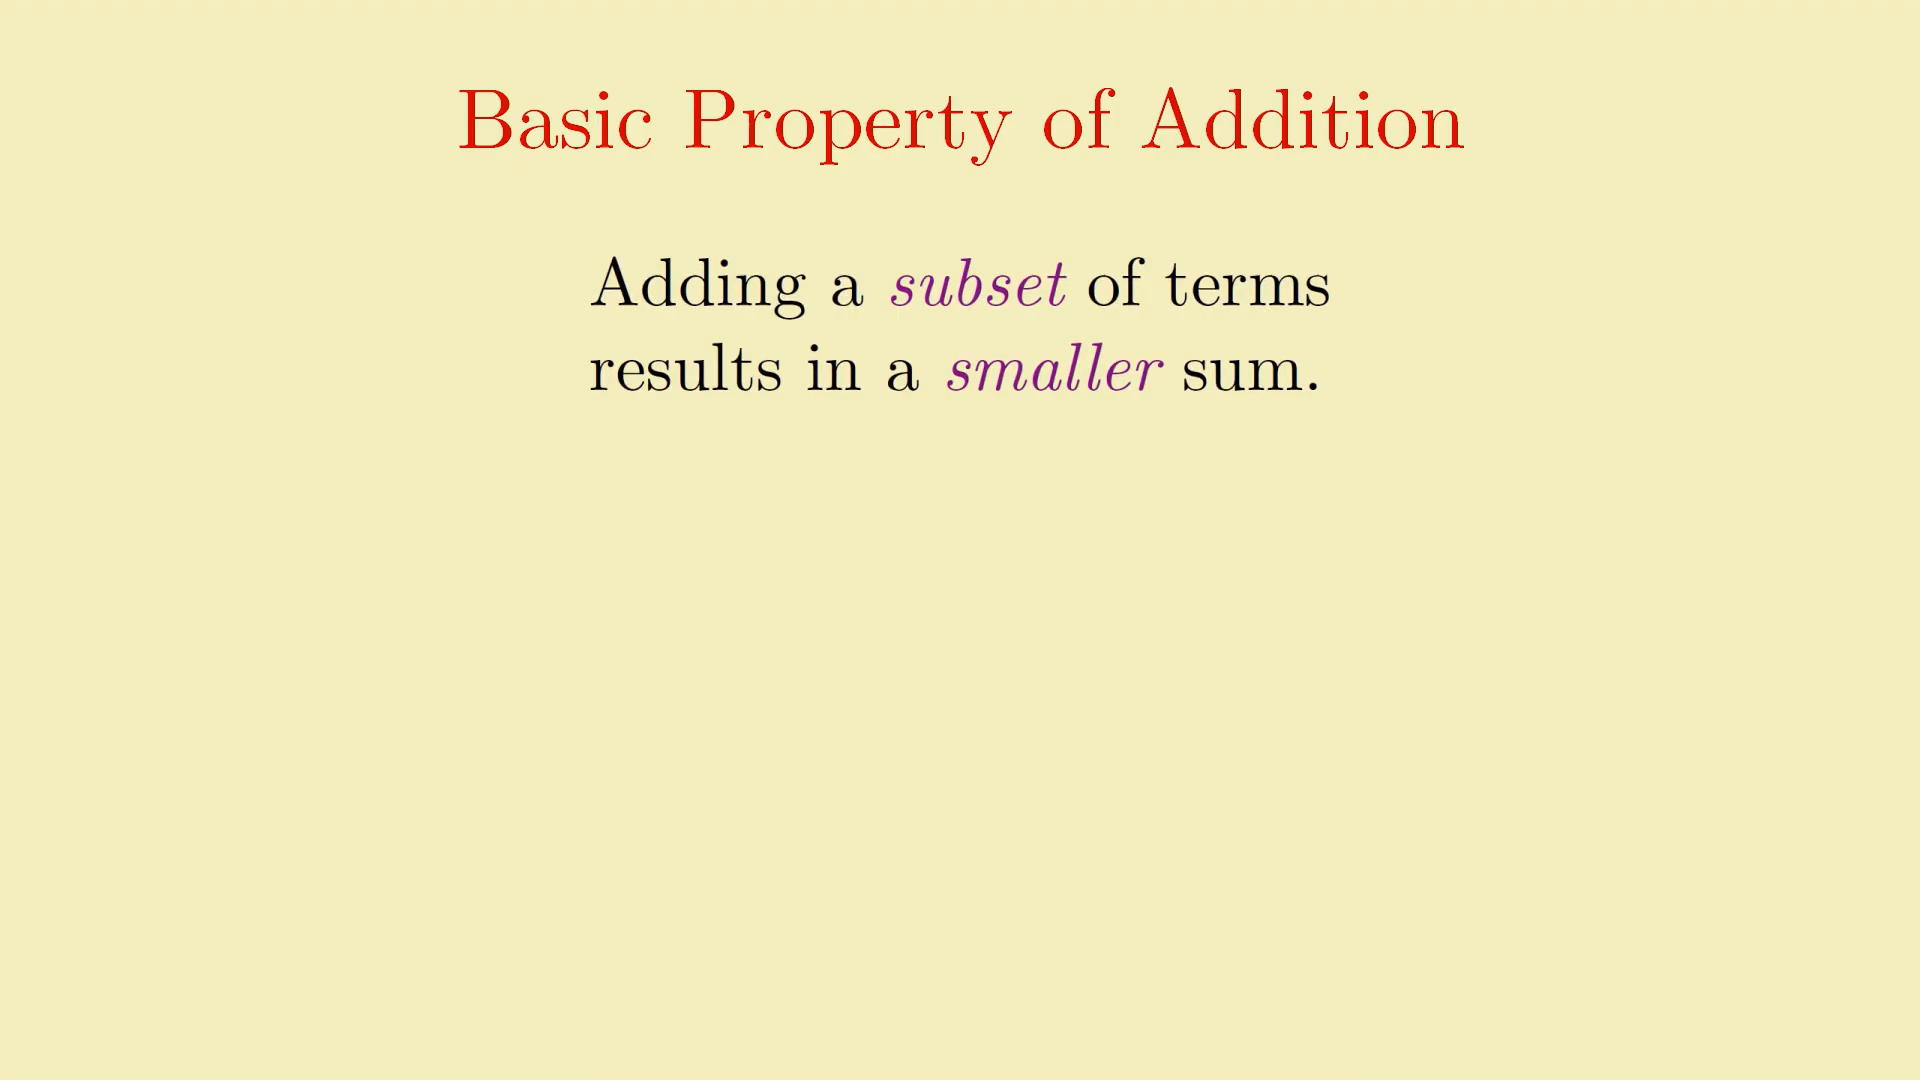 Basic Property of Addition
Adding a subset of terms
results in a smaller sum.